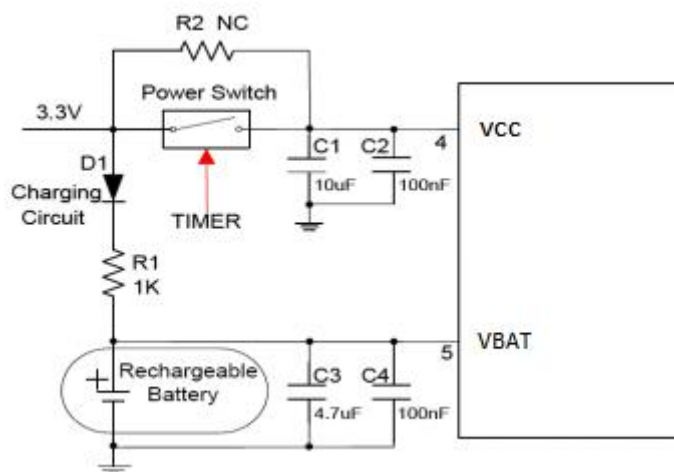 R2 NC
Power Switch
3.3V
4
VCC
D1
C1
C2
10uF
100nF
Charging
Circuit
TIMER
R1
1K
5
VBAT
+
Rechargeable
Battery
C3
C4
4.7uF
100nF